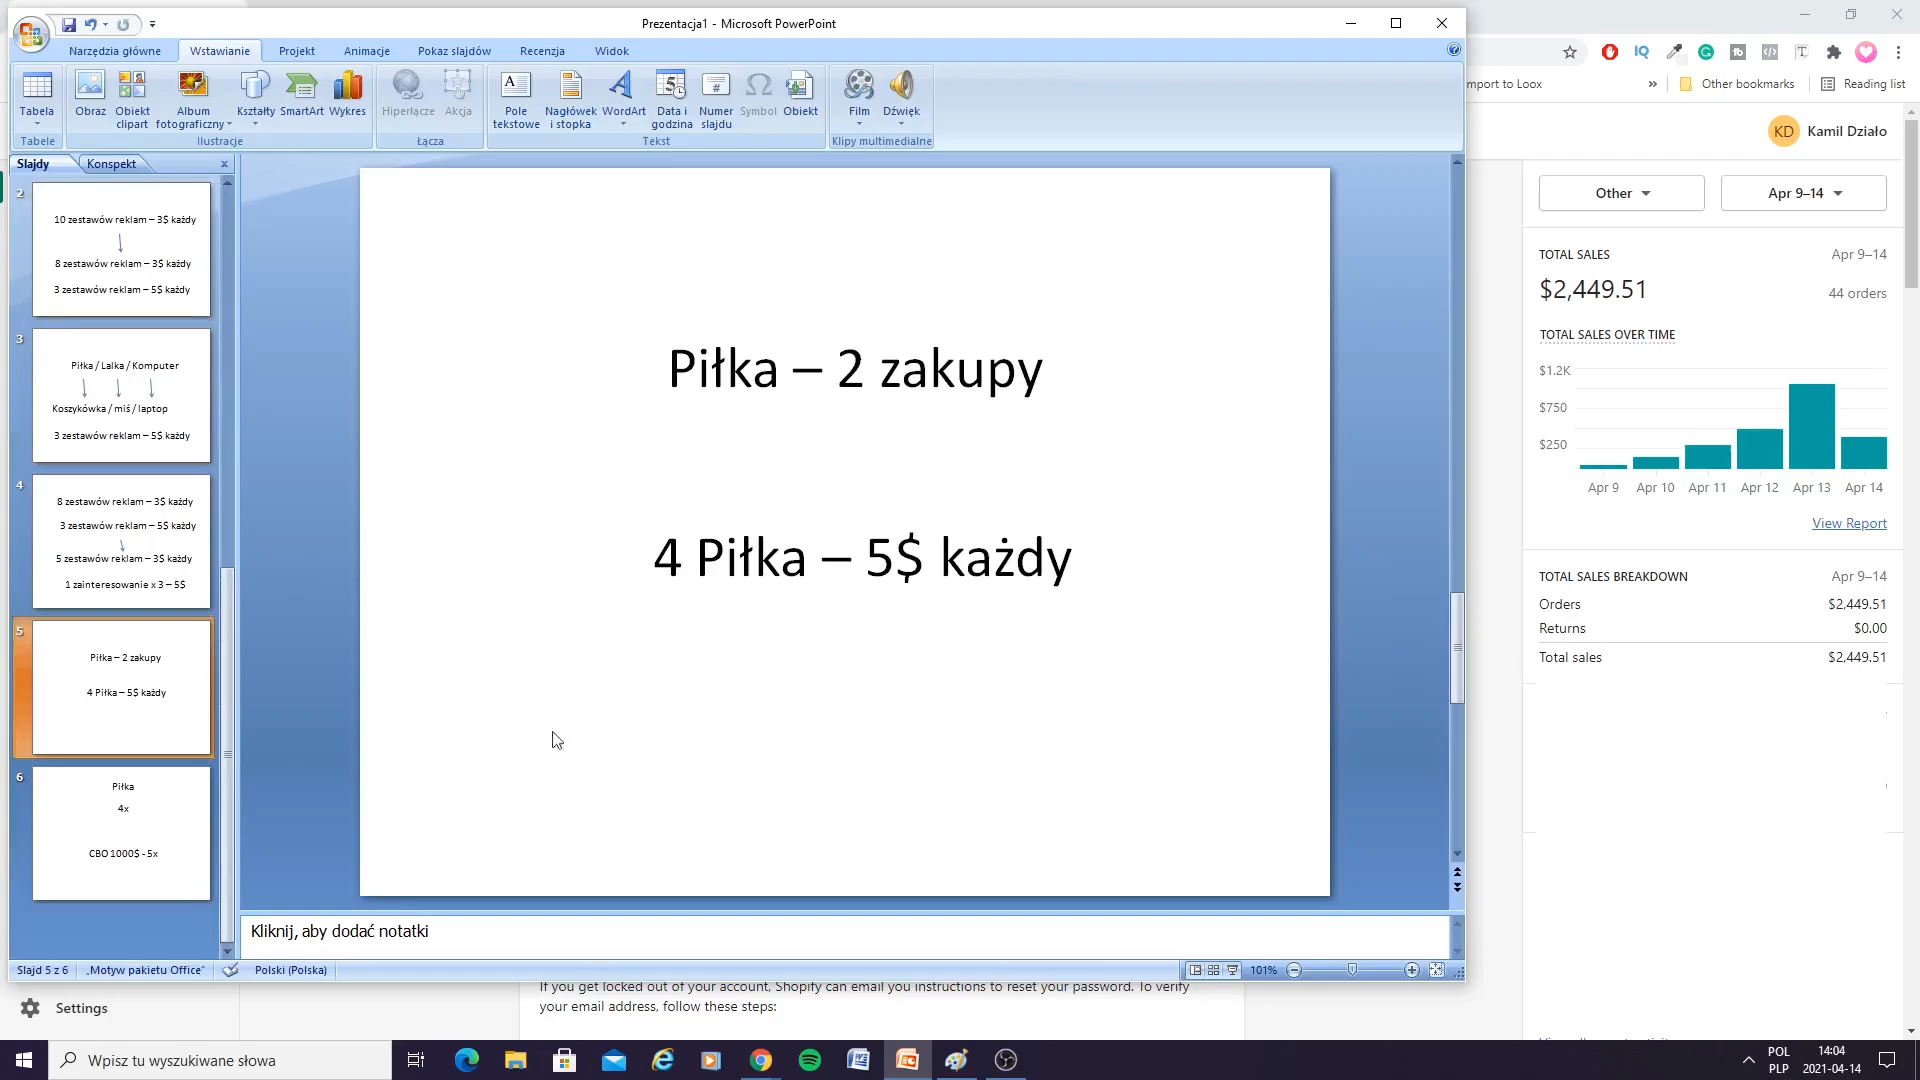 Prezentacja1 - Microsoft PowerPoint
Narzędzia główne
Wstawianie
Projekt
Animacje
Pokaz slajdów
Recenzja
Widok
Tabela
Obraz
Obiekt clipart
Album fotograficzny
Kształty
SmartArt
Wykres
Hiperłącze
Akcja
Pole tekstowe
Nagłówek i stopka
WordArt
Data i godzina
Numer slajdu
Symbol
Obiekt
Film
Dźwięk
Tabele
Ilustracje
Łącza
Tekst
Klipy multimedialne
Slajdy
Konspekt
2
10 zestawów reklam – 3$ każdy
8 zestawów reklam – 3$ każdy
3 zestawów reklam – 5$ każdy
3
Piłka / Lalka / Komputer
Koszykówka / miś / laptop
3 zestawów reklam – 5$ każdy
4
8 zestawów reklam – 3$ każdy
3 zestawów reklam – 5$ każdy
5 zestawów reklam – 3$ każdy
1 zainteresowanie x 3 – 5$
5
Piłka – 2 zakupy
4 Piłka – 5$ każdy
6
Piłka
4x
CBO 1000$ - 5x
Piłka – 2 zakupy
4 Piłka – 5$ każdy
Kliknij, aby dodać notatki
Slajd 5 z 6
„Motyw pakietu Office"
Polski (Polska)
101%
mport to Loox
»
Other bookmarks
Reading list
KD
Kamil Działo
Other
Apr 9–14
TOTAL SALES
Apr 9–14
$2,449.51
44 orders
TOTAL SALES OVER TIME
$1.2K
$750
$250
Apr 9
Apr 10
Apr 11
Apr 12
Apr 13
Apr 14
View Report
TOTAL SALES BREAKDOWN
Apr 9–14
Orders
$2,449.51
Returns
$0.00
Total sales
$2,449.51
Settings
If you get locked out of your account, Shopify can email you instructions to reset your password. To verify
your email address, follow these steps:
Wpisz tu wyszukiwane słowa
POL
PLP
14:04
2021-04-14